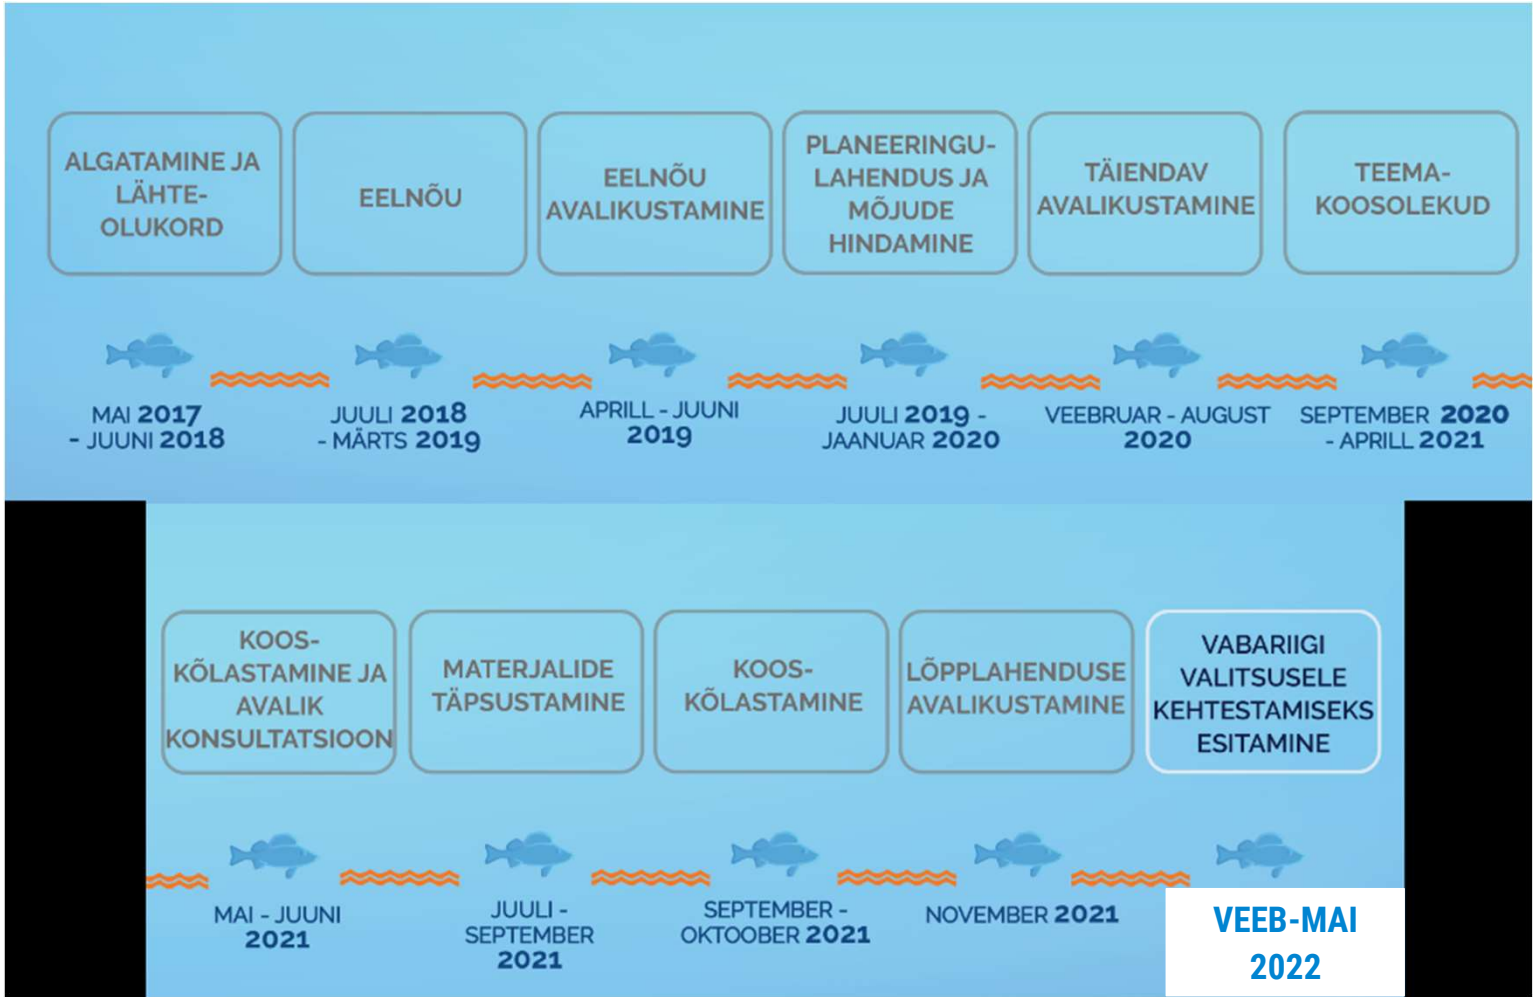 ALGATAMINE JA
LÄHTE-
OLUKORD
EELNÕU
EELNÕU
AVALIKUSTAMINE
PLANEERINGU-
LAHENDUS JA
MÕJUDE
HINDAMINE
TÄIENDAV
AVALIKUSTAMINE
TEEMA-
KOOSOLEKUD
MAI 2017
- JUUNI 2018
JUULI 2018
- MÄRTS 2019
APRILL - JUUNI
2019
JUULI 2019 -
JAANUAR 2020
VEEBRUAR - AUGUST
2020
SEPTEMBER 2020
- APRILL 2021
KOOS-
KÕLASTAMINE JA
AVALIK
KONSULTATSIOON
MATERJALIDE
TÄPSUSTAMINE
KOOS-
KÕLASTAMINE
LÕPPLAHENDUSE
AVALIKUSTAMINE
VABARIIGI
VALITSUSELE
KEHTESTAMISEKS
ESITAMINE
MAI - JUUNI
2021
JUULI -
SEPTEMBER
2021
SEPTEMBER -
OKTOOBER 2021
NOVEMBER 2021
VEEB-MAI
2022